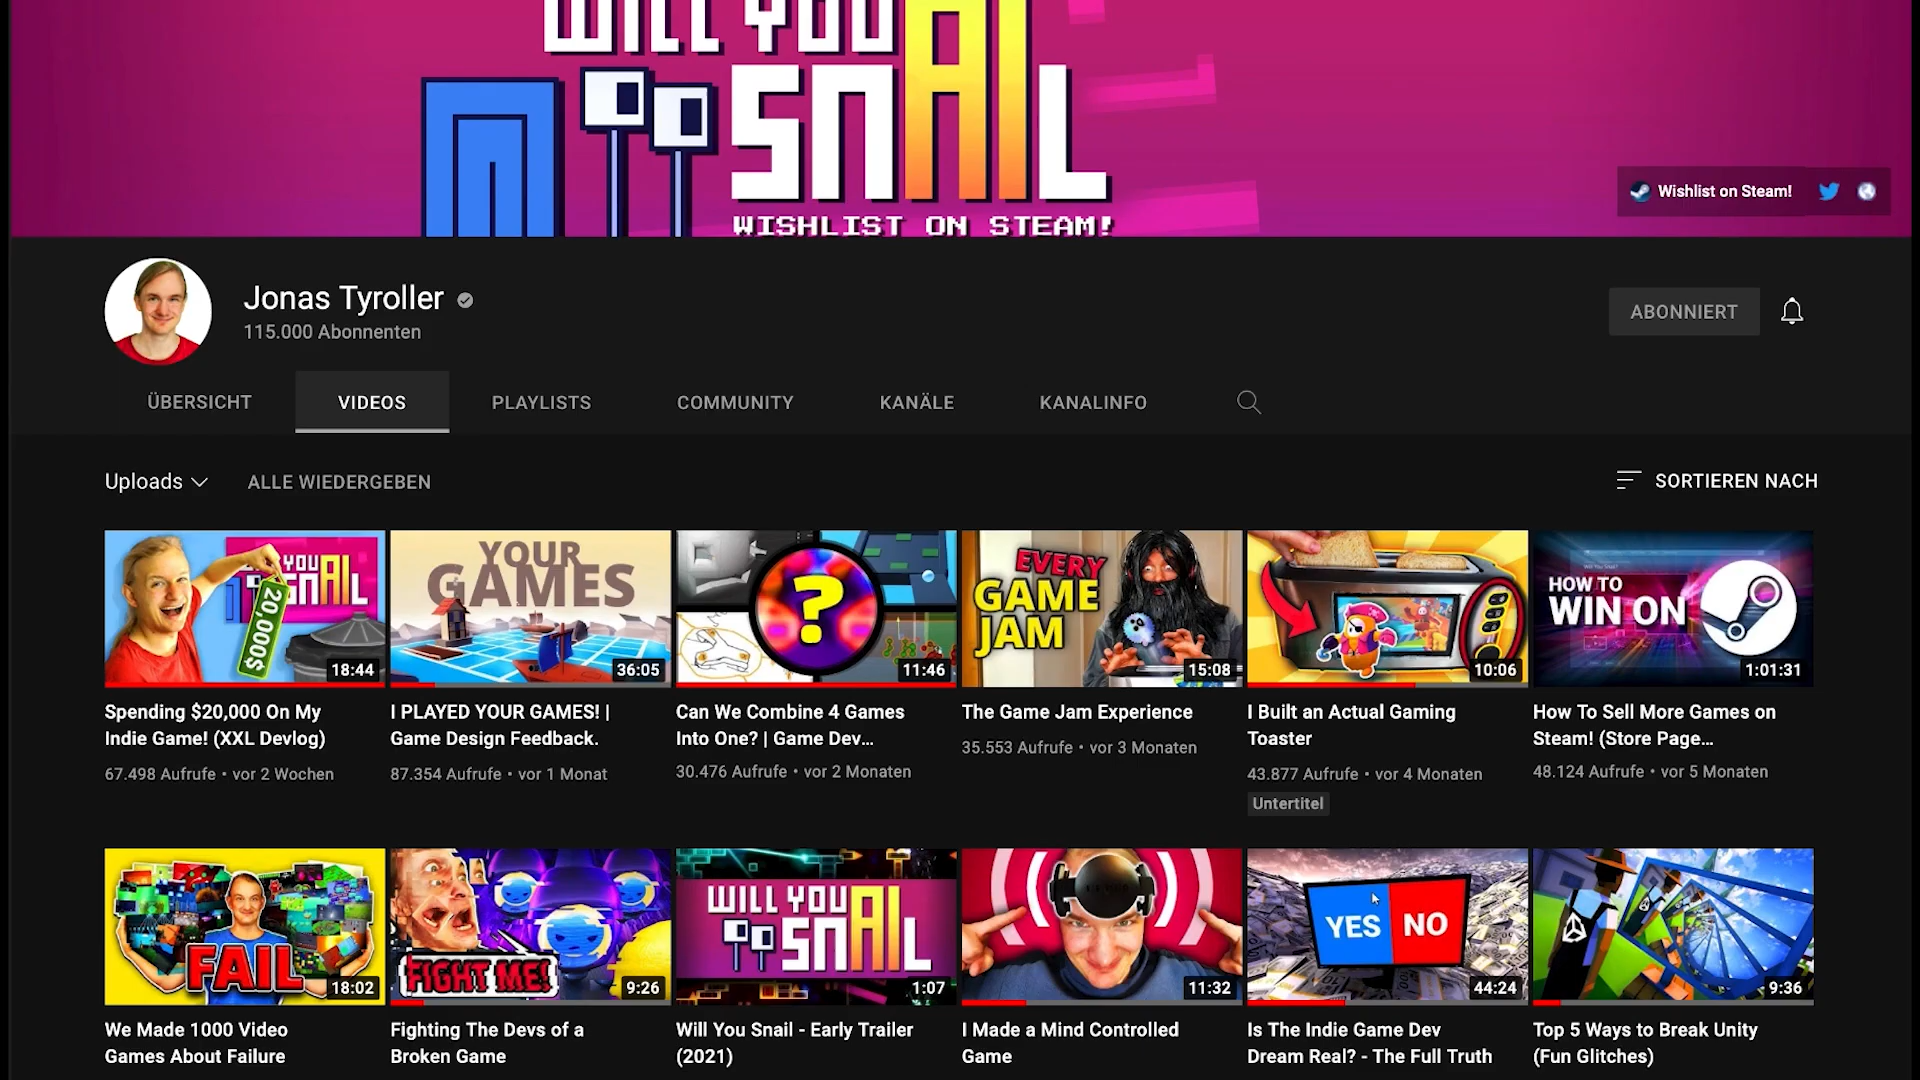 WILL YOU
SNAIL
WISHLIST ON STEAM!
Wishlist on Steam!
Jonas Tyroller
115.000 Abonnenten
ABONNIERT
ÜBERSICHT
VIDEOS
PLAYLISTS
COMMUNITY
KANÄLE
KANALINFO
Uploads
ALLE WIEDERGEBEN
SORTIEREN NACH
YOU
SNAIL
20,000$
18:44
YOUR
GAMES
36:05
?
11:46
EVERY
GAME
JAM
15:08
10:06
HOW TO
WIN ON
1:01:31
Spending $20,000 On My
Indie Game! (XXL Devlog)
67.498 Aufrufe • vor 2 Wochen
I PLAYED YOUR GAMES! |
Game Design Feedback.
87.354 Aufrufe • vor 1 Monat
Can We Combine 4 Games
Into One? | Game Dev...
30.476 Aufrufe • vor 2 Monaten
The Game Jam Experience
35.553 Aufrufe • vor 3 Monaten
I Built an Actual Gaming
Toaster
43.877 Aufrufe • vor 4 Monaten
Untertitel
How To Sell More Games on
Steam! (Store Page...
48.124 Aufrufe • vor 5 Monaten
FAIL
18:02
FIGHT ME!
9:26
WILL YOU
SNAIL
1:07
11:32
YES
NO
44:24
9:36
We Made 1000 Video
Games About Failure
Fighting The Devs of a
Broken Game
Will You Snail - Early Trailer
(2021)
I Made a Mind Controlled
Game
Is The Indie Game Dev
Dream Real? - The Full Truth
Top 5 Ways to Break Unity
(Fun Glitches)